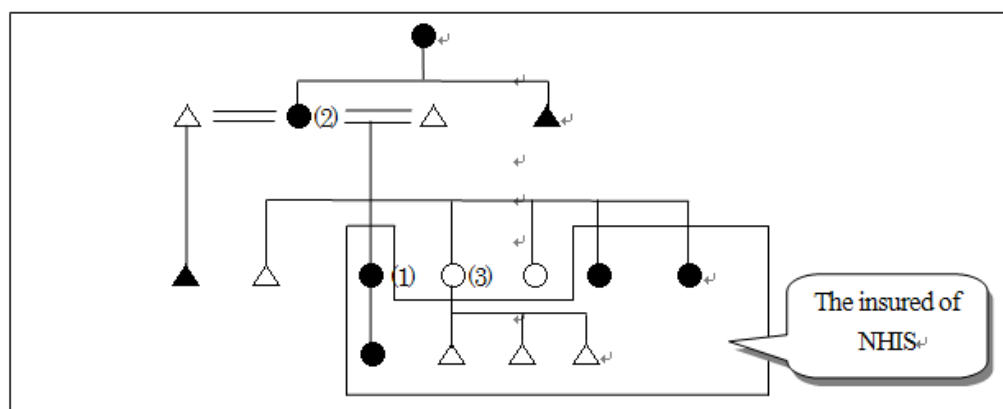 (2)
(1)
(3)
The insured of
NHIS